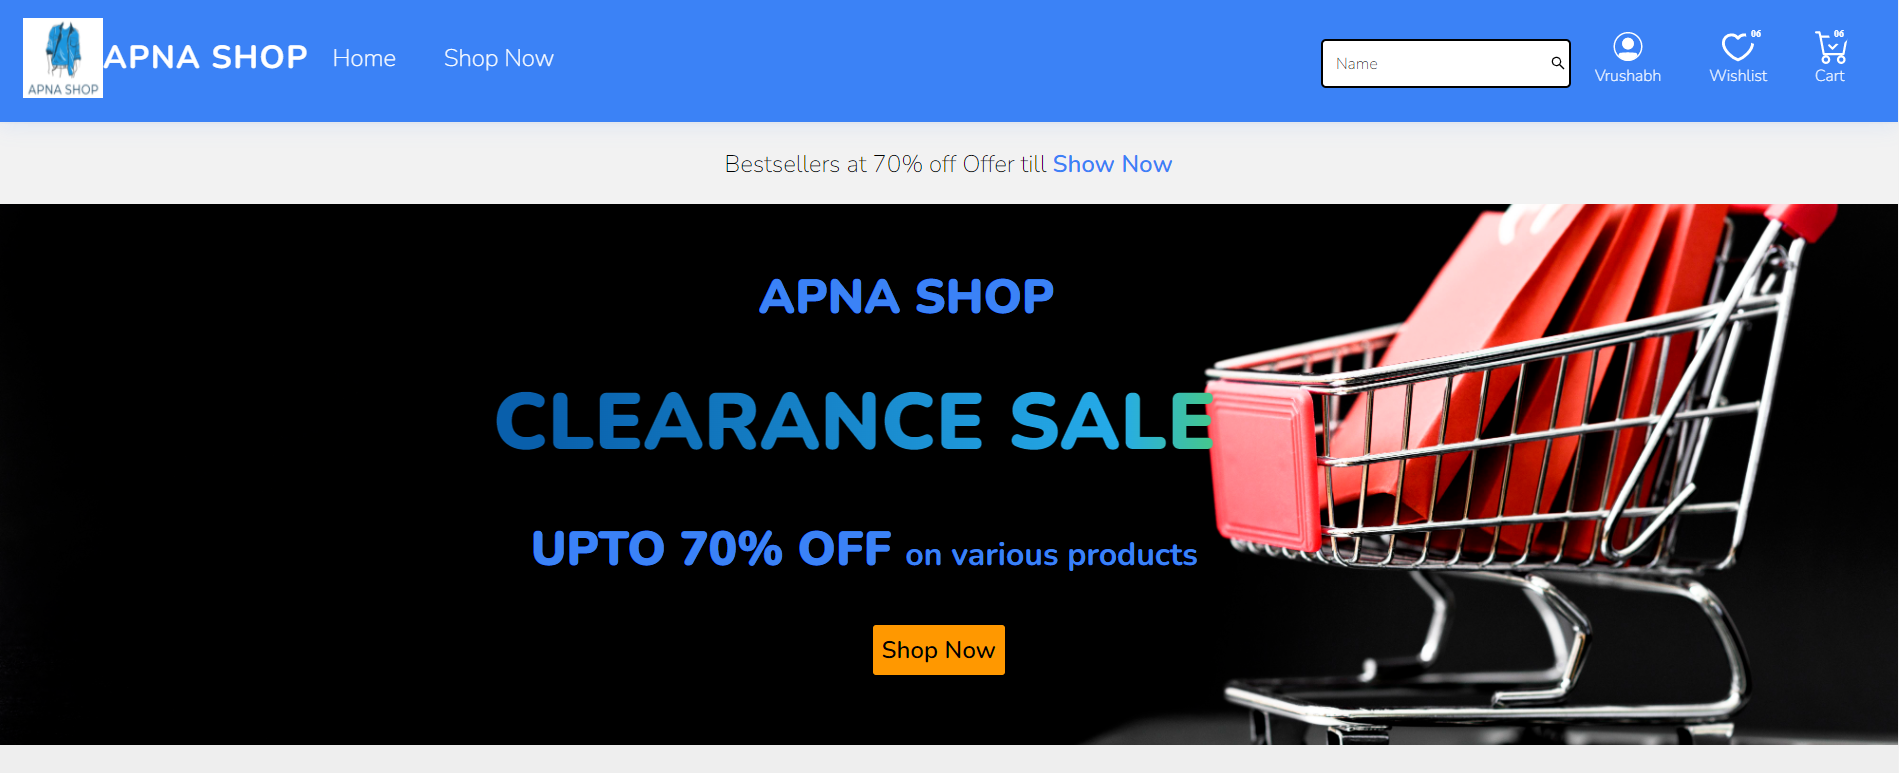 APNA SHOP
APNA SHOP
Home
Shop Now
Name
Vrushabh
06
Wishlist
06
Cart
Bestsellers at 70% off Offer till Show Now
APNA SHOP
CLEARANCE SALE
UPTO 70% OFF on various products
Shop Now